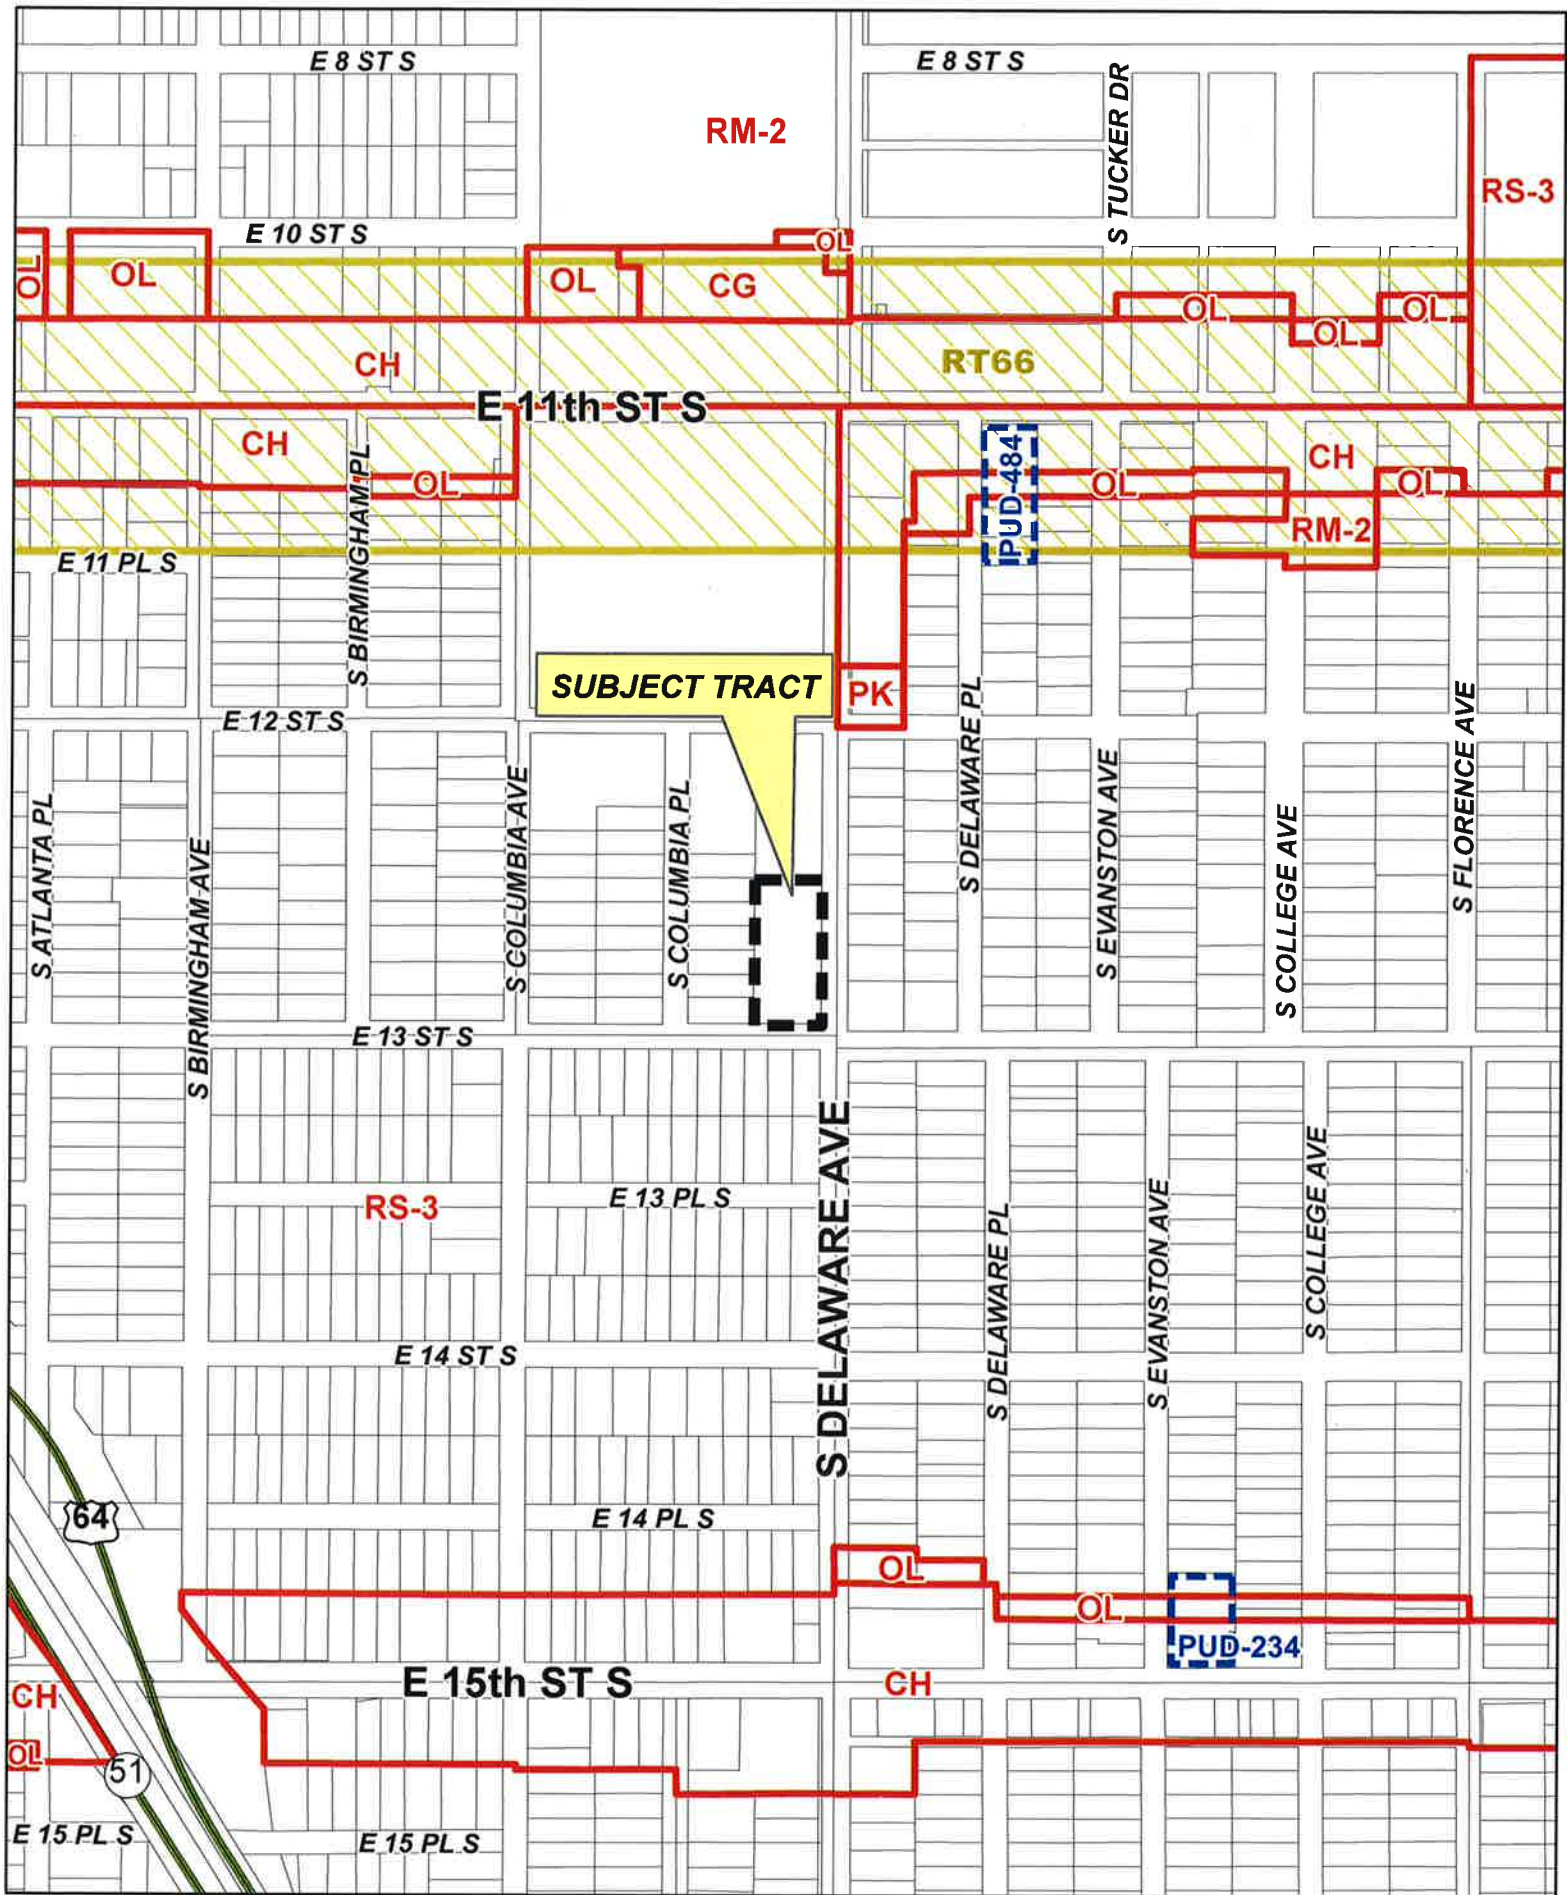 E 8 ST S
E 8 ST S
S TUCKER DR
RM-2
RS-3
E 10 ST S
OL
OL
OL
OL
CG
OL
OL
OL
CH
RT66
E 11th ST S
CH
OL
PUD-484
OL
CH
OL
RM-2
S BIRMINGHAM PL
E 11 PL S
SUBJECT TRACT
PK
E 12 ST S
S DELAWARE PL
S FLORENCE AVE
S ATLANTA PL
S BIRMINGHAM AVE
S COLUMBIA AVE
S COLUMBIA PL
S EVANSTON AVE
S COLLEGE AVE
E 13 ST S
S DELAWARE AVE
RS-3
E 13 PL S
S DELAWARE PL
S EVANSTON AVE
S COLLEGE AVE
E 14 ST S
64
E 14 PL S
OL
OL
PUD-234
E 15th ST S
CH
CH
OL
51
E 15 PL S
E 15 PL S